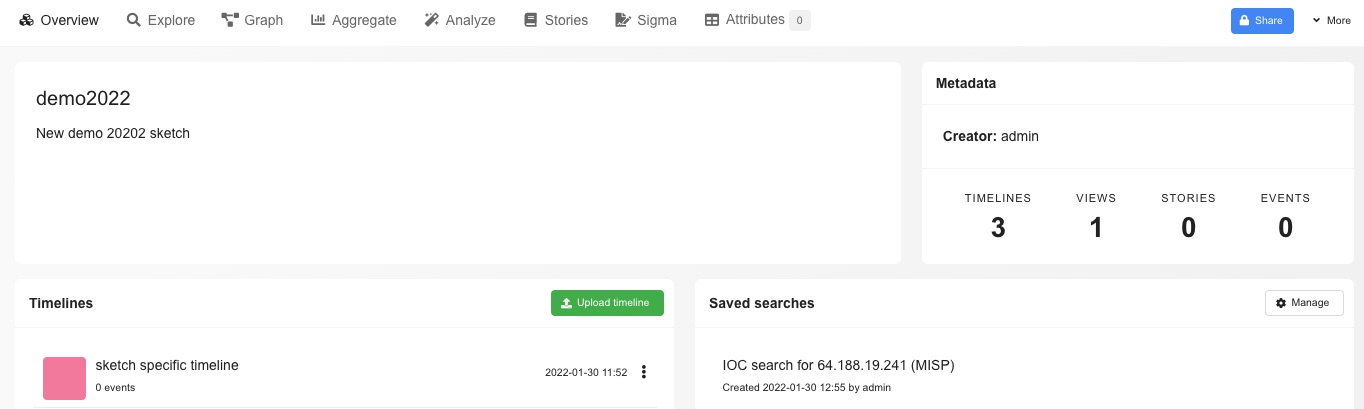 Overview Explore Graph Aggregate Analyze Stories Sigma Attributes 0 Share More
demo2022
New demo 20202 sketch
Metadata
Creator: admin
TIMELINES VIEWS STORIES EVENTS
3 1 0 0
Timelines Upload timeline
sketch specific timeline
0 events
2022-01-30 11:52
Saved searches Manage
IOC search for 64.188.19.241 (MISP)
Created 2022-01-30 12:55 by admin